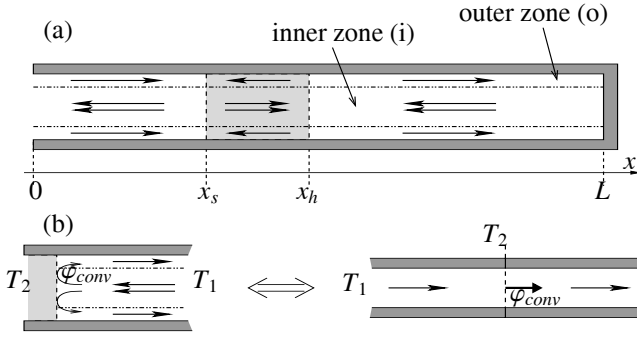 (a)
outer zone (o)
inner zone (i)
0 x_s x_h L x
(b)
T_2 φ_conv T_1
T_2
T_1 φ_conv